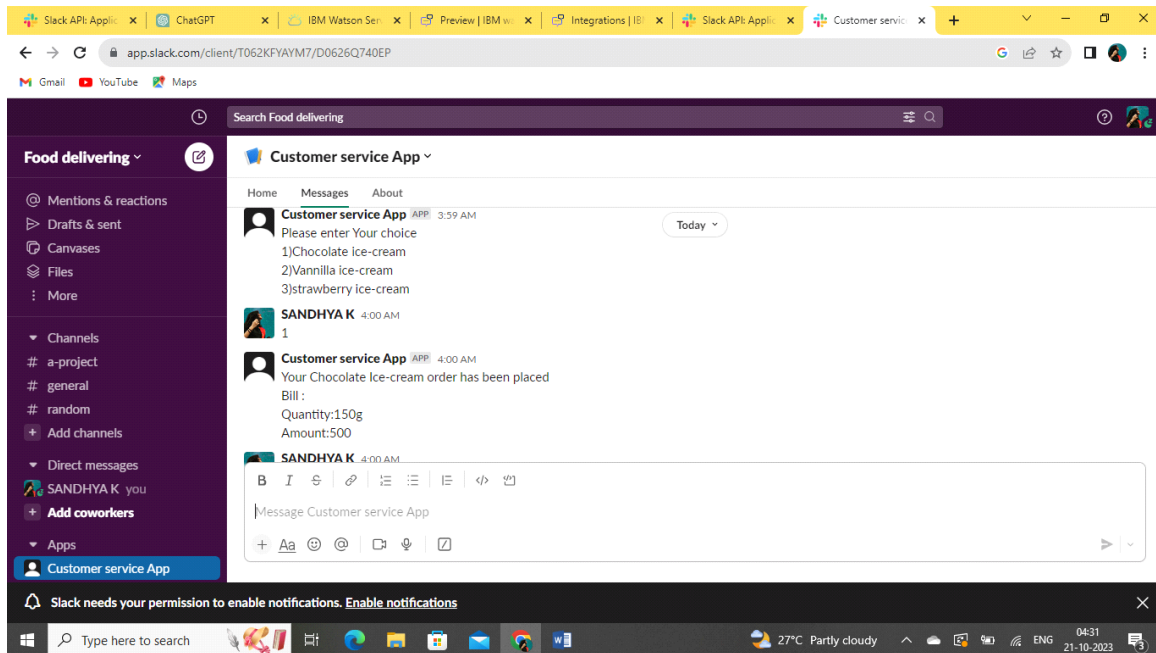 Slack API: Applic
ChatGPT
IBM Watson Ser
Preview | IBM w
Integrations | IB
Slack API: Applic
Customer servic
app.slack.com/client/T062KFYAYM7/D0626Q740EP
Gmail YouTube Maps
Search Food delivering
Food delivering
Customer service App
Home Messages About
Mentions & reactions
Drafts & sent
Canvases
Files
More
Channels
# a-project
# general
# random
+ Add channels
Direct messages
SANDHYA K you
+ Add coworkers
Apps
Customer service App
Today
Customer service App APP 3:59 AM
Please enter Your choice
1)Chocolate ice-cream
2)Vannilla ice-cream
3)strawberry ice-cream
SANDHYA K 4:00 AM
1
Customer service App APP 4:00 AM
Your Chocolate Ice-cream order has been placed
Bill :
Quantity:150g
Amount:500
SANDHYA K 4:00 AM
B I S
Message Customer service App
+ Aa @
Slack needs your permission to enable notifications. Enable notifications
Type here to search
27°C Partly cloudy
ENG
04:31
21-10-2023
3